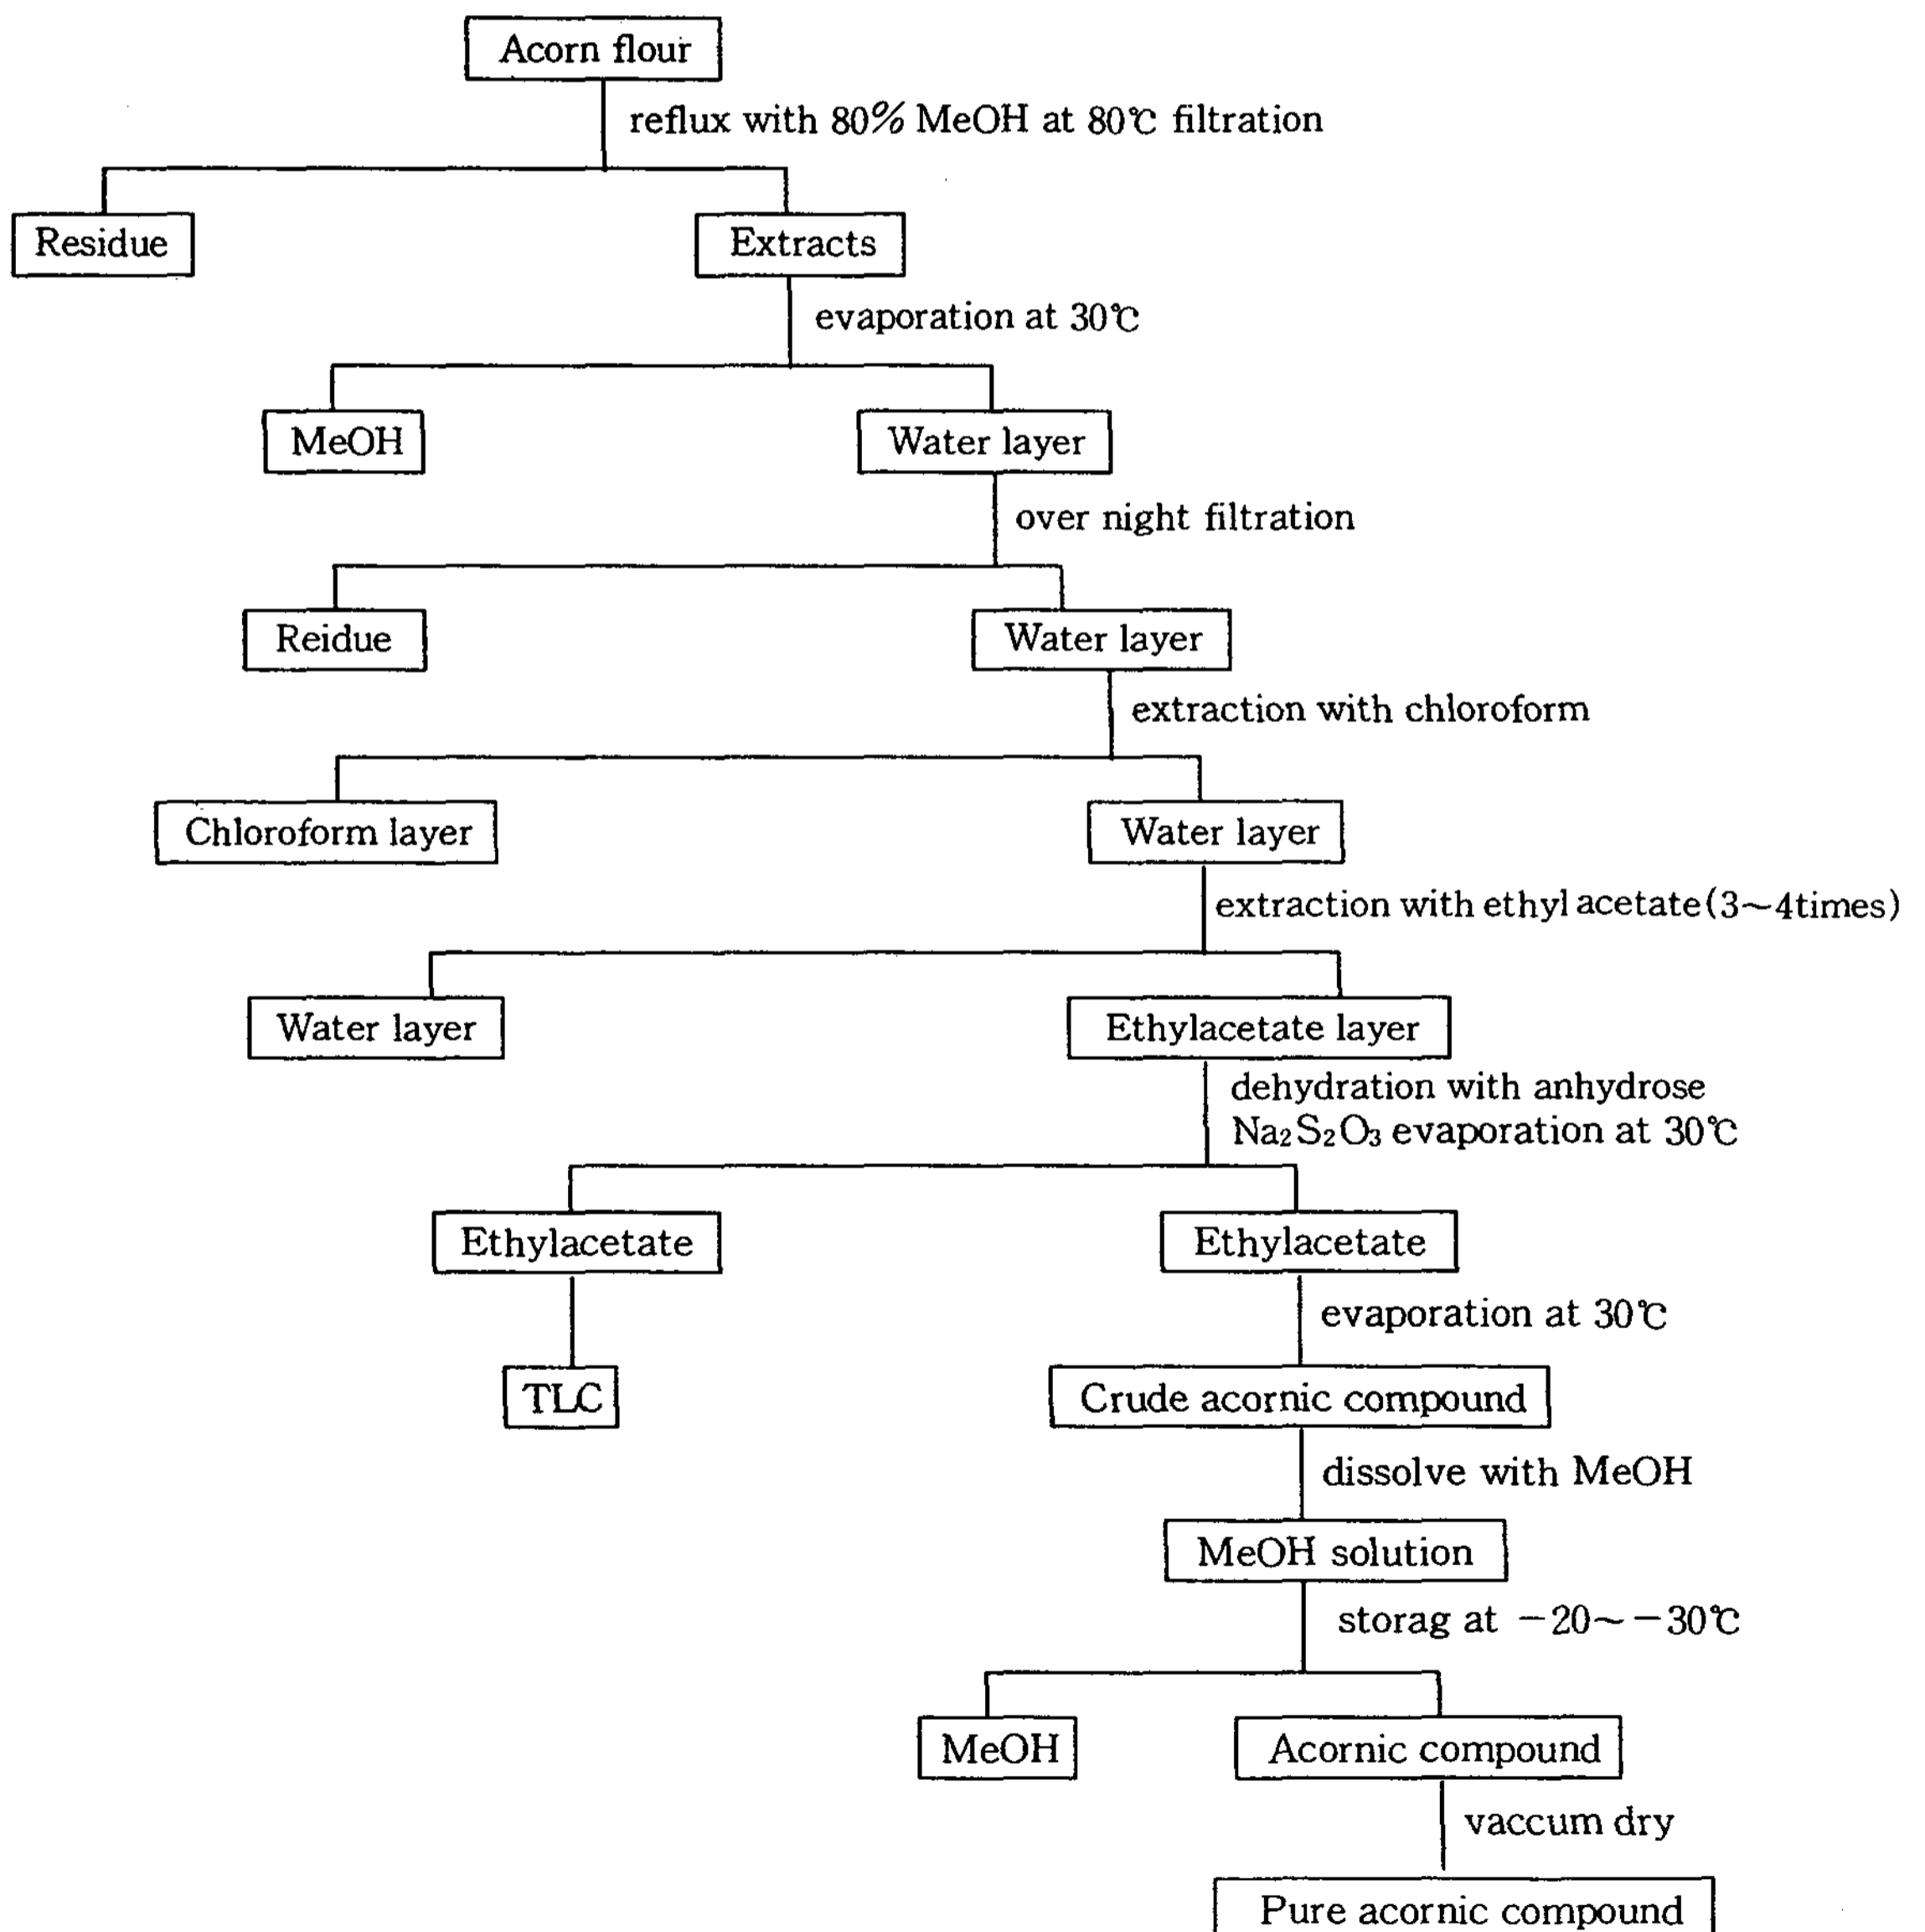 Acorn flour
reflux with 80% MeOH at 80℃ filtration
Residue
Extracts
evaporation at 30℃
MeOH
Water layer
over night filtration
Reidue
Water layer
extraction with chloroform
Chloroform layer
Water layer
extraction with ethyl acetate(3~4times)
Water layer
Ethylacetate layer
dehydration with anhydrose
Na₂S₂O₃ evaporation at 30℃
Ethylacetate
Ethylacetate
evaporation at 30℃
TLC
Crude acornic compound
dissolve with MeOH
MeOH solution
storag at −20~−30℃
MeOH
Acornic compound
vaccum dry
Pure acornic compound